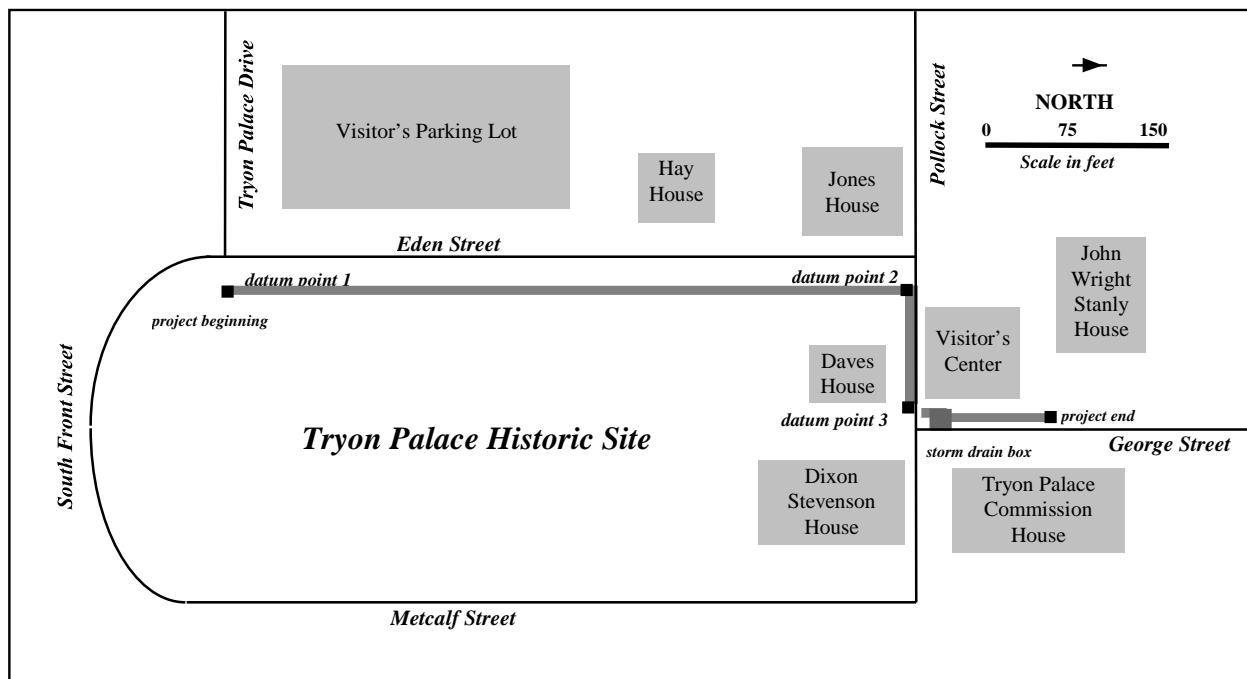 Tryon Palace Drive
Visitor's Parking Lot
Hay
House
Jones
House
Pollock Street
NORTH
0 75 150
Scale in feet
Eden Street
datum point 1
datum point 2
project beginning
John
Wright
Stanly
House
Visitor's
Center
Daves
House
datum point 3
project end
South Front Street
Tryon Palace Historic Site
George Street
storm drain box
Dixon
Stevenson
House
Tryon Palace
Commission
House
Metcalf Street